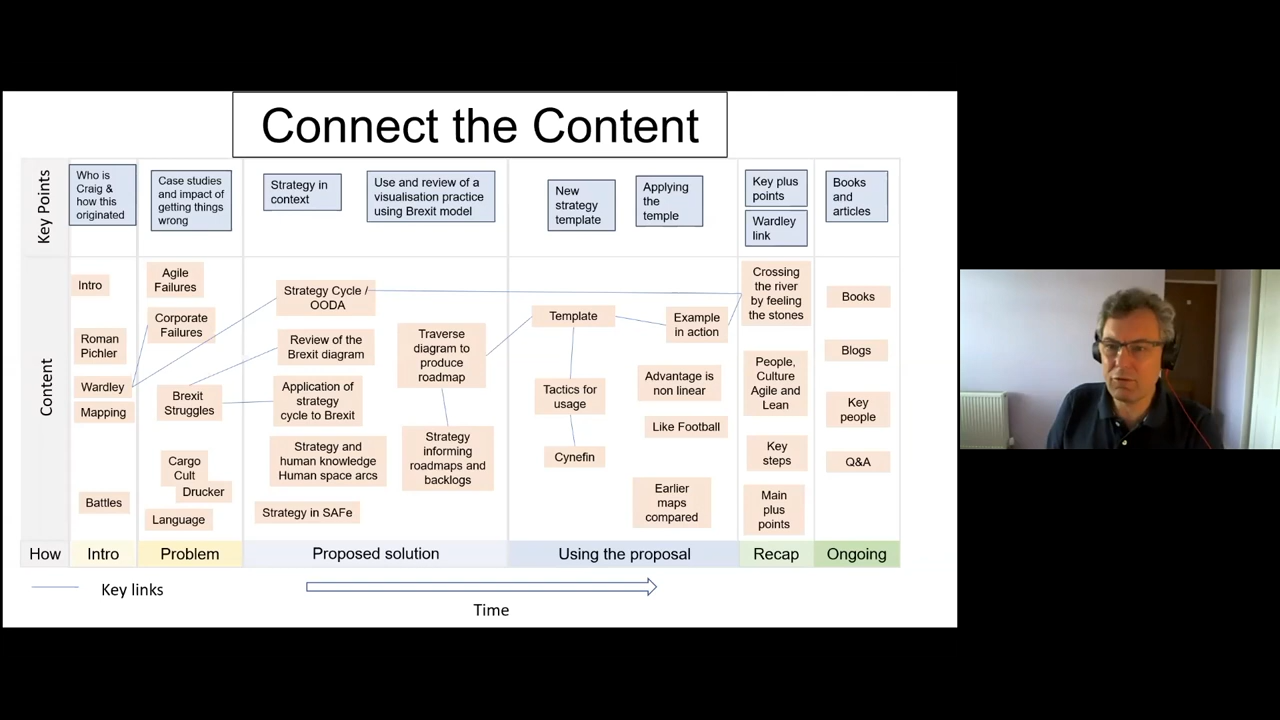 Connect the Content
Key Points
Who is
Craig &
how this
originated
Case studies
and impact of
getting things
wrong
Strategy in
context
Use and review of a
visualisation practice
using Brexit model
New
strategy
template
Applying
the
temple
Key plus
points
Wardley
link
Books
and
articles
Content
Intro
Roman
Pichler
Wardley
Mapping
Battles
Agile
Failures
Corporate
Failures
Brexit
Struggles
Cargo
Cult
Drucker
Language
Strategy Cycle /
OODA
Review of the
Brexit diagram
Application of
strategy
cycle to Brexit
Strategy and
human knowledge
Human space arcs
Strategy in SAFe
Traverse
diagram to
produce
roadmap
Strategy
informing
roadmaps and
backlogs
Template
Tactics for
usage
Cynefin
Example
in action
Advantage is
non linear
Like Football
Earlier
maps
compared
Crossing
the river
by feeling
the stones
People,
Culture
Agile and
Lean
Key
steps
Main
plus
points
Books
Blogs
Key
people
Q&A
How
Intro
Problem
Proposed solution
Using the proposal
Recap
Ongoing
Key links
Time